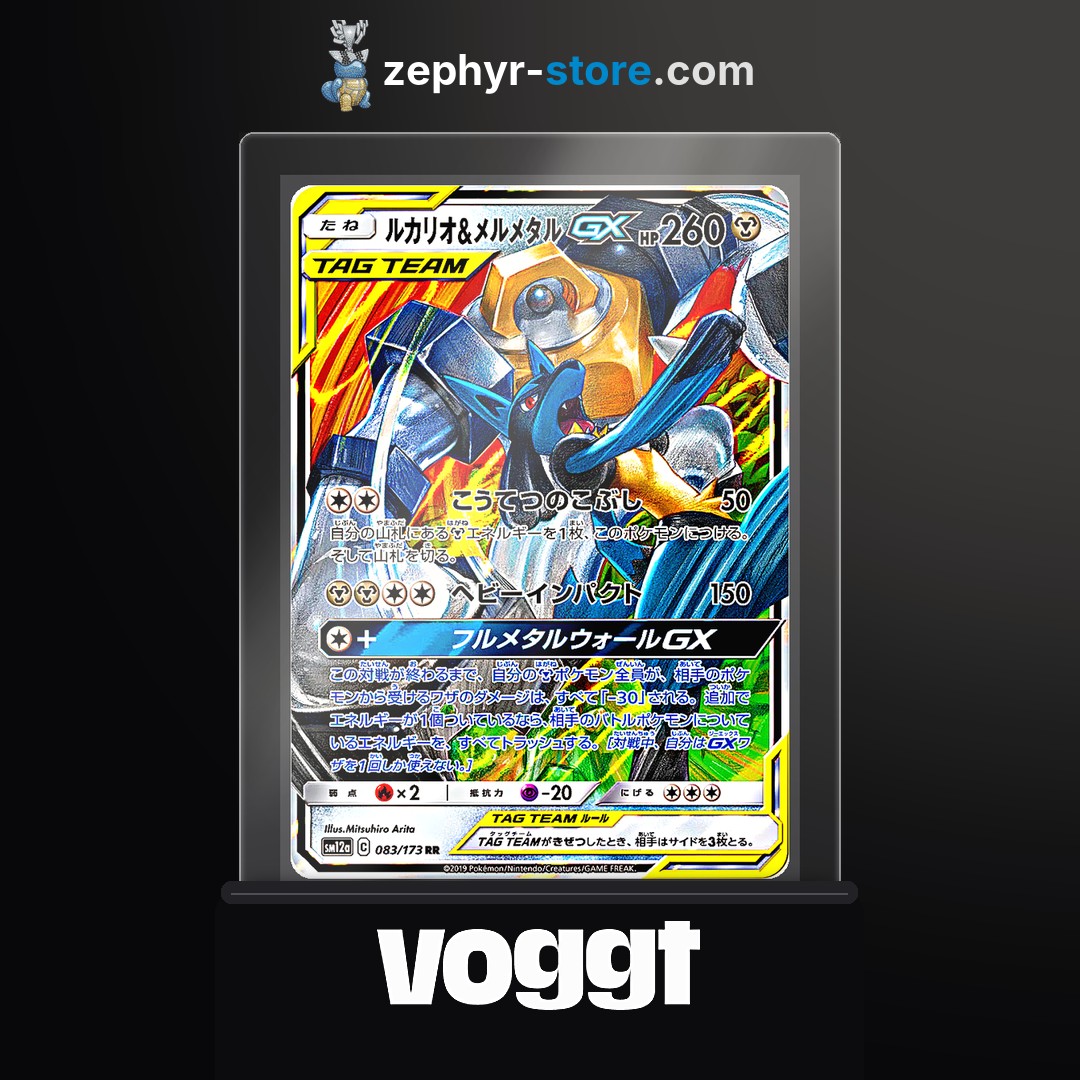 zephyr-store.com
たね ルカリオ&メルメタルGX HP260
TAG TEAM
こうてつのこぶし 50
自分の山札にあるエネルギーを1枚、このポケモンにつける。
そして山札を切る。
ヘビーインパクト 150
+ フルメタルウォールGX
この対戦が終わるまで、自分のポケモン全員が、相手のポケ
モンから受けるワザのダメージは、すべて「-30」される。追加で
エネルギーが1個ついているなら、相手のバトルポケモンについて
いるエネルギーを、すべてトラッシュする。[対戦中、自分はGXワ
ザを1回しか使えない。]
弱点 ×2 抵抗力 -20 にげる
TAG TEAM ルール
Illus.Mitsuhiro Arita
TAG TEAMがきぜつしたとき、相手はサイドを3枚とる。
sm12a C 083/173 RR
©2019 Pokémon/Nintendo/Creatures/GAME FREAK.
voggt